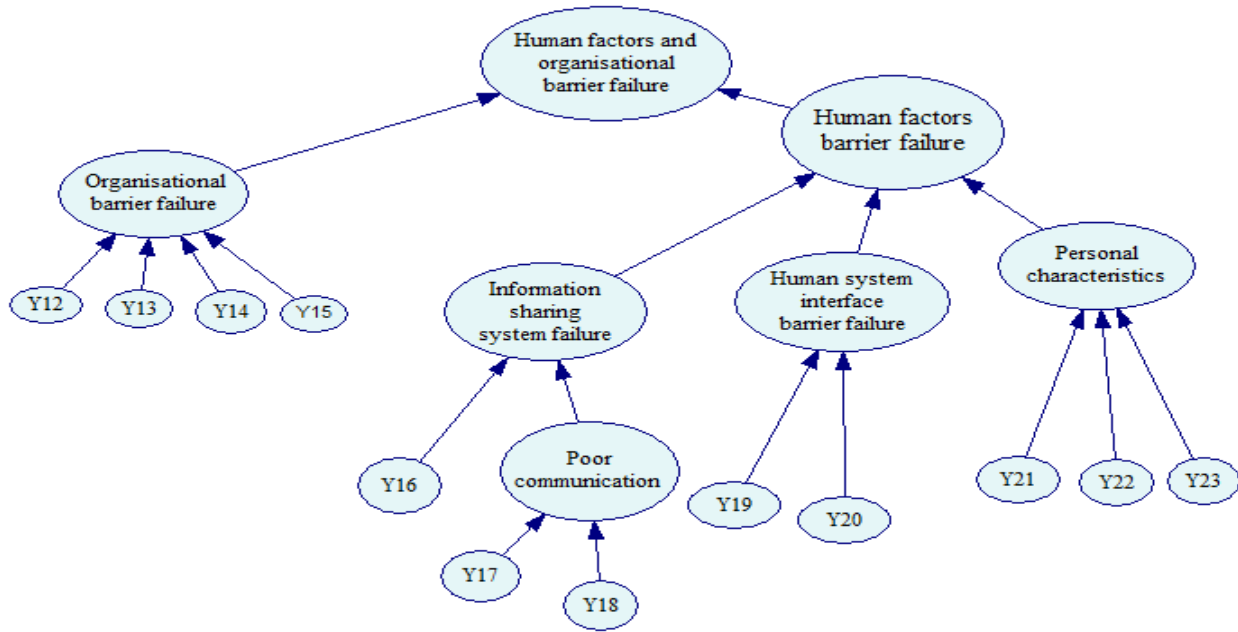 Human factors and
organisational
barrier failure
Human factors
barrier failure
Organisational
barrier failure
Personal
characteristics
Human system
interface
barrier failure
Information
sharing
system failure
Y12
Y13
Y14
Y15
Poor
communication
Y16
Y19
Y20
Y21
Y22
Y23
Y17
Y18